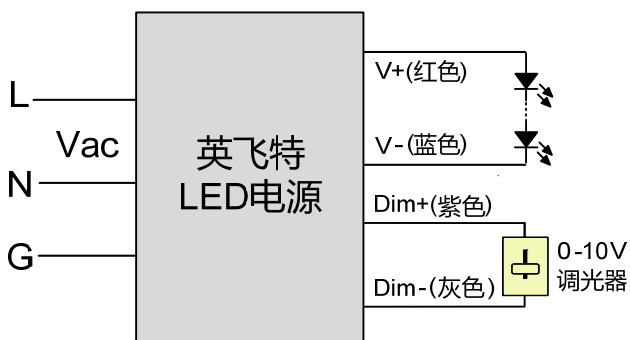 L
Vac
N
G
英飞特
LED电源
V+(红色)
V-(蓝色)
Dim+(紫色)
Dim-(灰色)
0-10V
调光器